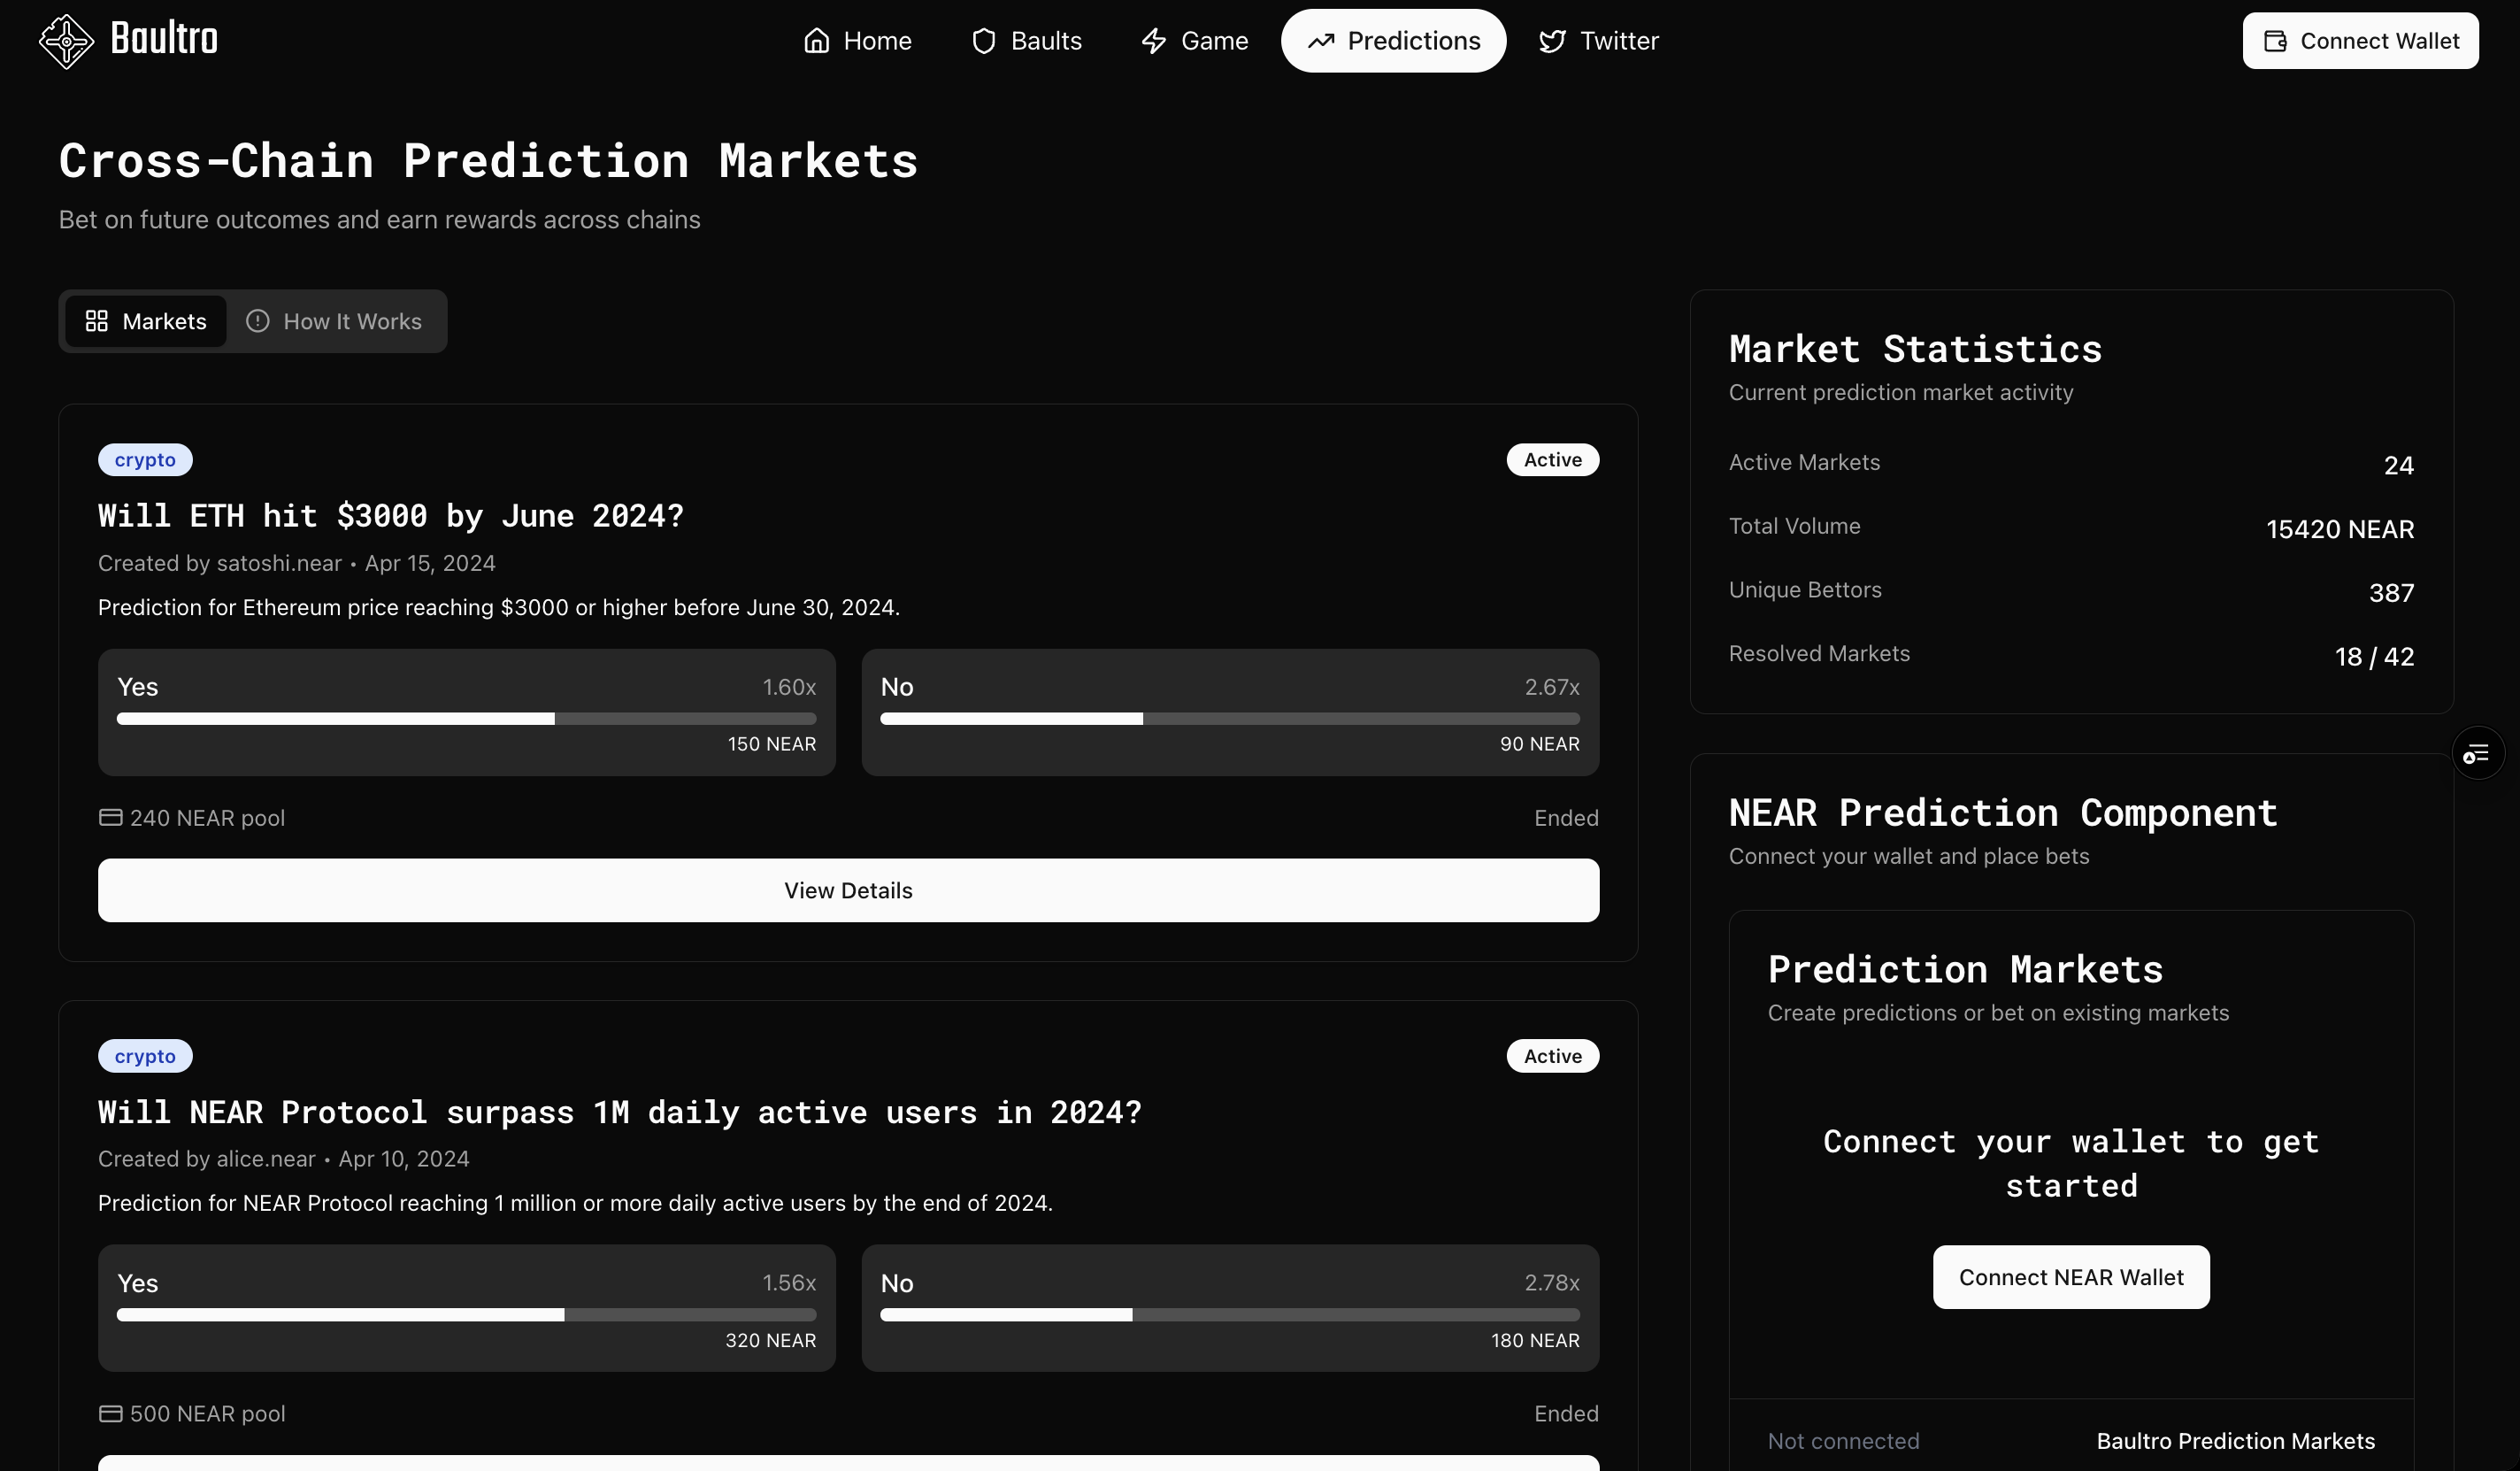 Baultro
Home
Baults
Game
Predictions
Twitter
Connect Wallet
Cross-Chain Prediction Markets
Bet on future outcomes and earn rewards across chains
Markets
How It Works
crypto
Active
Will ETH hit $3000 by June 2024?
Created by satoshi.near • Apr 15, 2024
Prediction for Ethereum price reaching $3000 or higher before June 30, 2024.
Yes
1.60x
150 NEAR
No
2.67x
90 NEAR
240 NEAR pool
Ended
View Details
crypto
Active
Will NEAR Protocol surpass 1M daily active users in 2024?
Created by alice.near • Apr 10, 2024
Prediction for NEAR Protocol reaching 1 million or more daily active users by the end of 2024.
Yes
1.56x
320 NEAR
No
2.78x
180 NEAR
500 NEAR pool
Ended
Market Statistics
Current prediction market activity
Active Markets
24
Total Volume
15420 NEAR
Unique Bettors
387
Resolved Markets
18 / 42
NEAR Prediction Component
Connect your wallet and place bets
Prediction Markets
Create predictions or bet on existing markets
Connect your wallet to get
started
Connect NEAR Wallet
Not connected
Baultro Prediction Markets